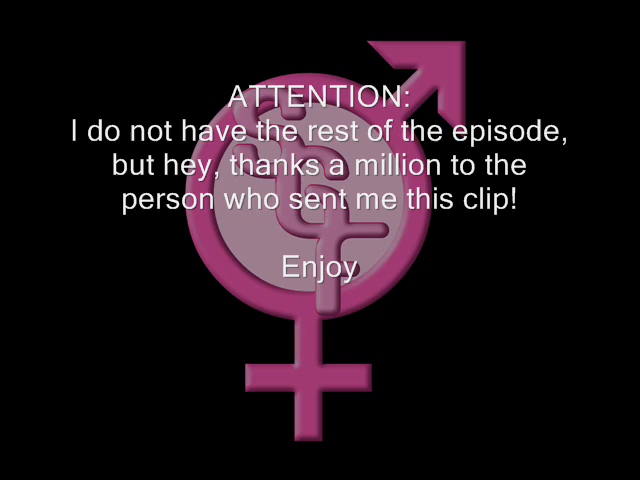 ATTENTION:
I do not have the rest of the episode,
but hey, thanks a million to the
person who sent me this clip!
Enjoy